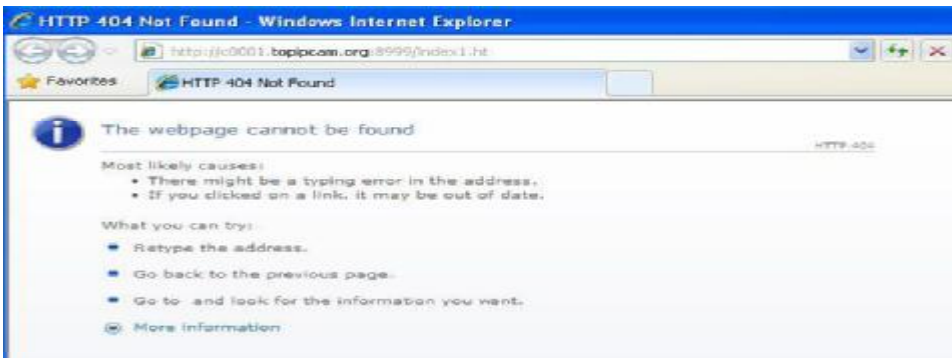 HTTP 404 Not Found - Windows Internet Explorer
http://c0001.topipcam.org:8999/index1.ht
Favorites HTTP 404 Not Found
The webpage cannot be found
HTTP 404
Most likely causes:
• There might be a typing error in the address.
• If you clicked on a link, it may be out of date.
What you can try:
Retype the address.
Go back to the previous page.
Go to and look for the information you want.
More information